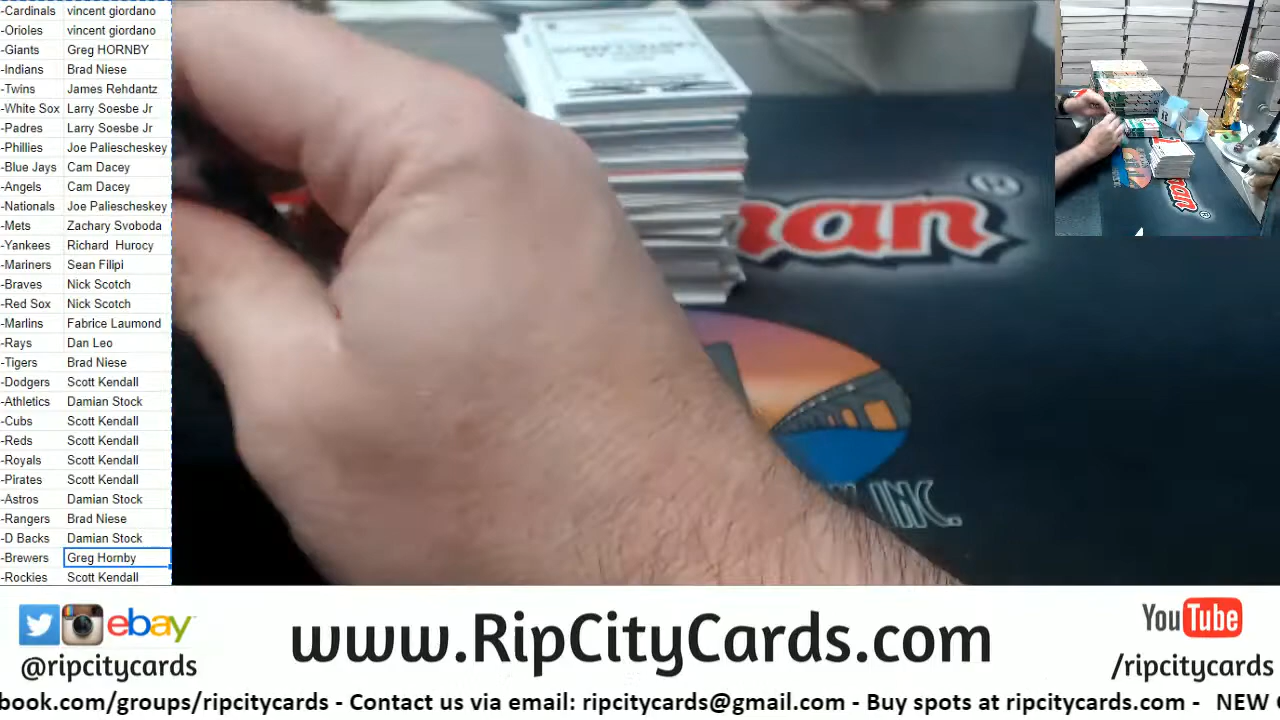 -Cardinals vincent giordano
-Orioles vincent giordano
-Giants Greg HORNBY
-Indians Brad Niese
-Twins James Rehdantz
-White Sox Larry Soesbe Jr
-Padres Larry Soesbe Jr
-Phillies Joe Paliescheskey
-Blue Jays Cam Dacey
-Angels Cam Dacey
-Nationals Joe Paliescheskey
-Mets Zachary Svoboda
-Yankees Richard Hurocy
-Mariners Sean Filipi
-Braves Nick Scotch
-Red Sox Nick Scotch
-Marlins Fabrice Laumond
-Rays Dan Leo
-Tigers Brad Niese
-Dodgers Scott Kendall
-Athletics Damian Stock
-Cubs Scott Kendall
-Reds Scott Kendall
-Royals Scott Kendall
-Pirates Scott Kendall
-Astros Damian Stock
-Rangers Brad Niese
-D Backs Damian Stock
-Brewers Greg Hornby
-Rockies Scott Kendall
man®
INC.
ebay
@ripcitycards
www.RipCityCards.com
YouTube
/ripcitycards
book.com/groups/ripcitycards - Contact us via email: ripcitycards@gmail.com - Buy spots at ripcitycards.com - NEW